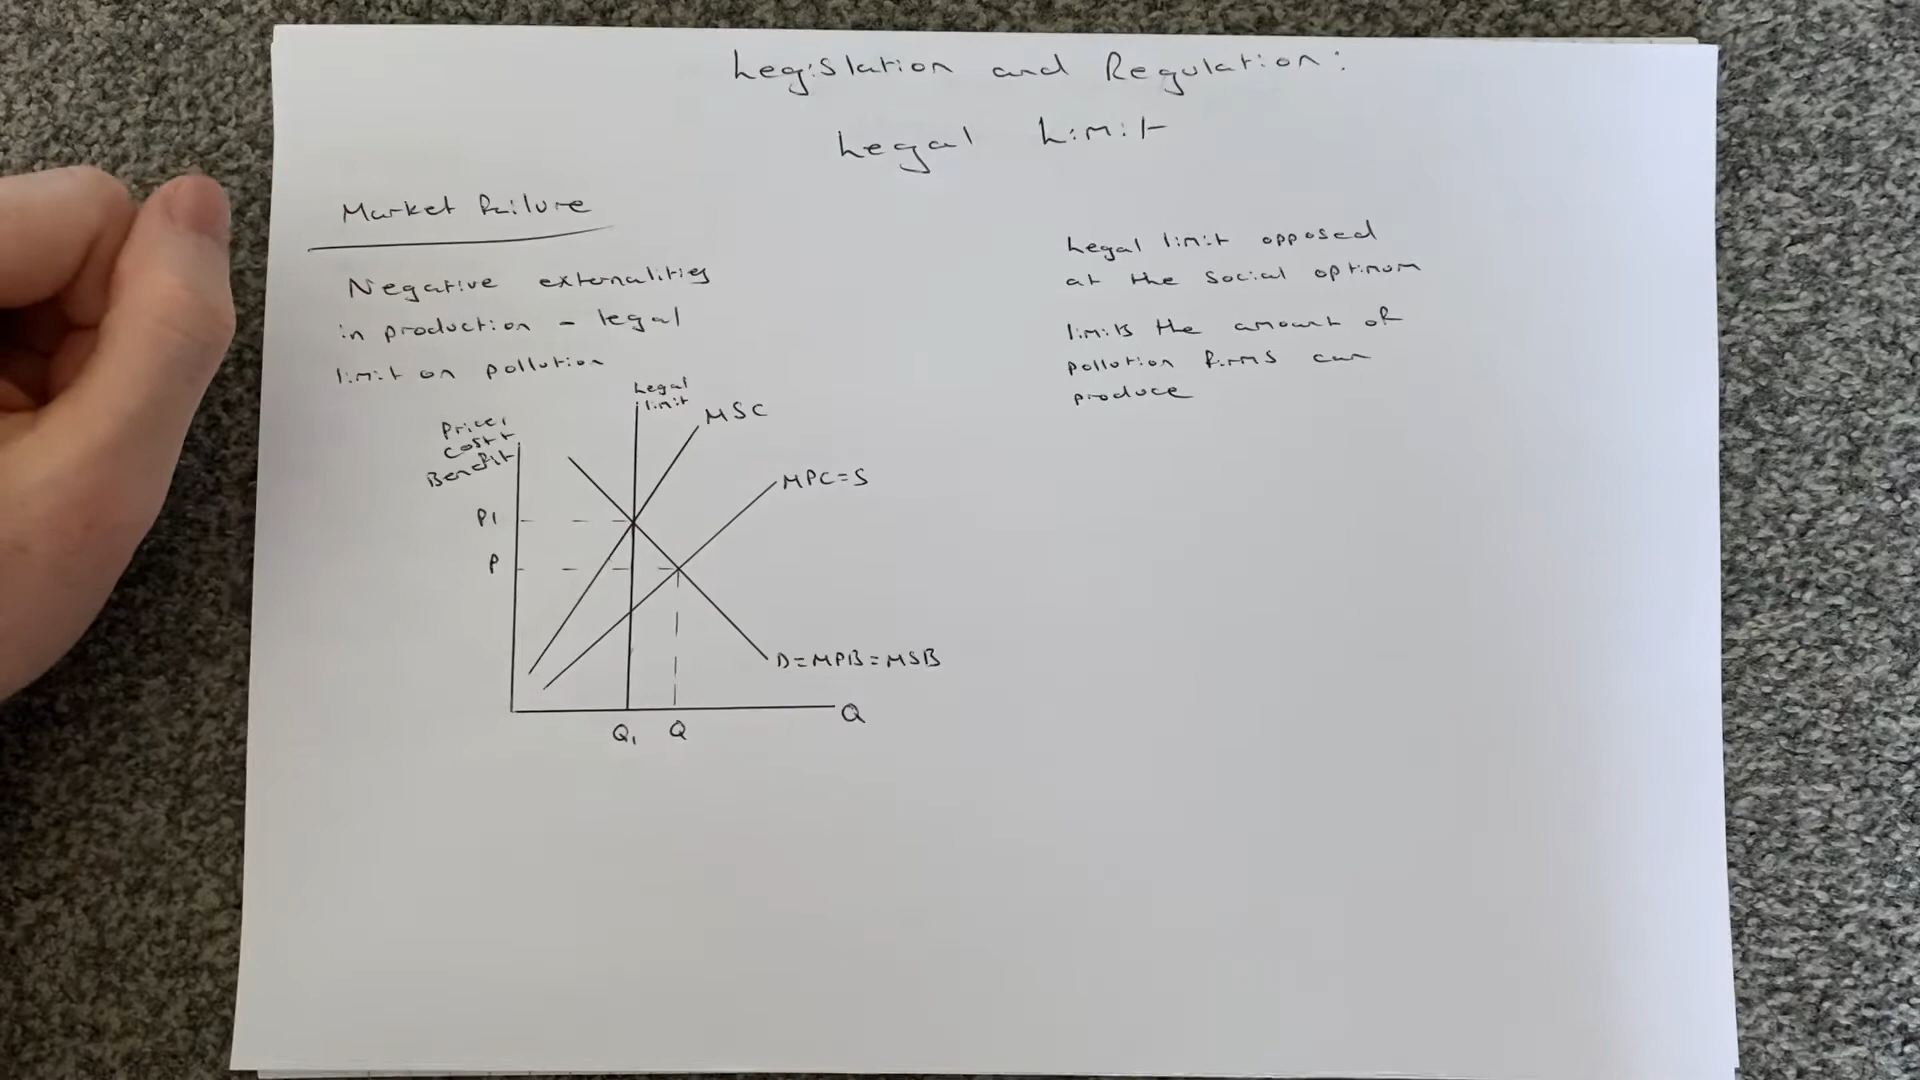 Legislation and Regulation:
Legal Limit
Market Failure
Negative externalities
in production - legal
limit on pollution
Legal limit opposed
at the social optimum
limits the amount of
pollution firms can
produce
Legal
limit
MSC
Price,
Cost +
Benefit
MPC=S
P1
P
D=MPB=MSB
Q
Q1 Q